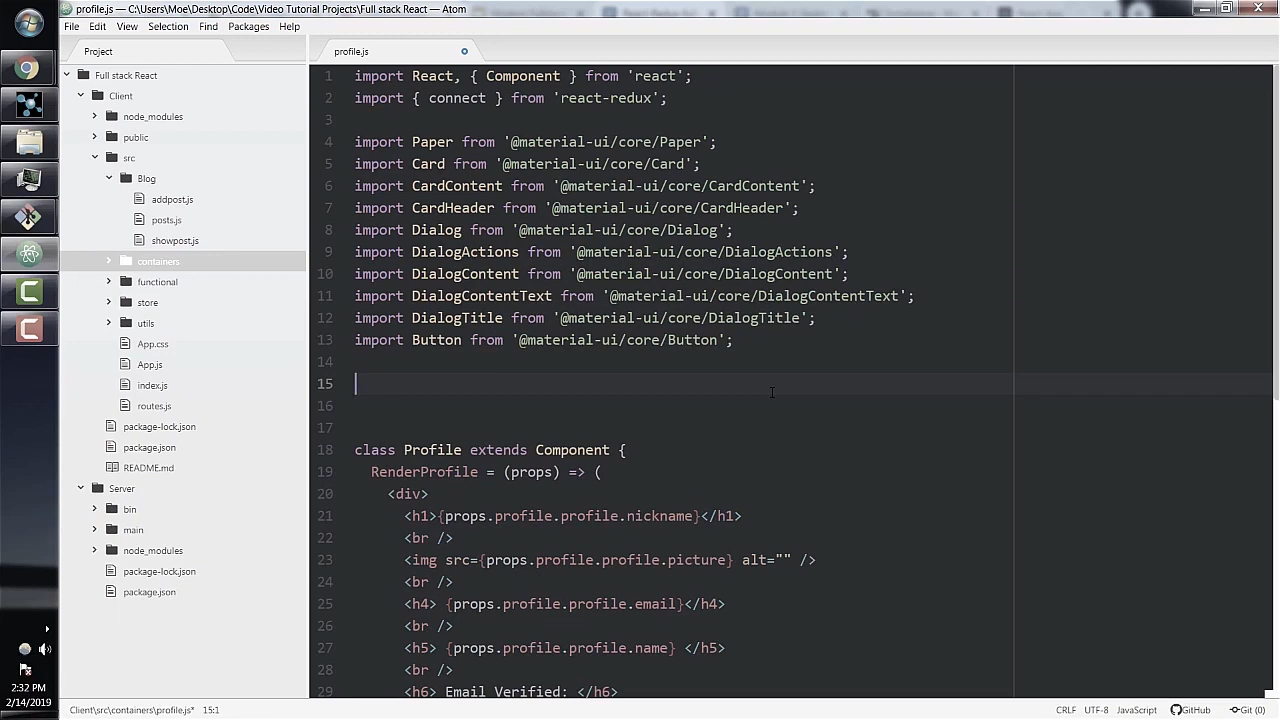 profile.js — C:\Users\Moe\Desktop\Code\Video Tutorial Projects\Full stack React — Atom
File Edit View Selection Find Packages Help
Project
profile.js
Full stack React
Client
node_modules
public
src
Blog
addpost.js
posts.js
showpost.js
containers
functional
store
utils
App.css
App.js
index.js
routes.js
package-lock.json
package.json
README.md
Server
bin
main
node_modules
package-lock.json
package.json
1 import React, { Component } from 'react';
2 import { connect } from 'react-redux';
3
4 import Paper from '@material-ui/core/Paper';
5 import Card from '@material-ui/core/Card';
6 import CardContent from '@material-ui/core/CardContent';
7 import CardHeader from '@material-ui/core/CardHeader';
8 import Dialog from '@material-ui/core/Dialog';
9 import DialogActions from '@material-ui/core/DialogActions';
10 import DialogContent from '@material-ui/core/DialogContent';
11 import DialogContentText from '@material-ui/core/DialogContentText';
12 import DialogTitle from '@material-ui/core/DialogTitle';
13 import Button from '@material-ui/core/Button';
14
15
16
17
18 class Profile extends Component {
19 RenderProfile = (props) => (
20 <div>
21 <h1>{props.profile.profile.nickname}</h1>
22 <br />
23 <img src={props.profile.profile.picture} alt="" />
24 <br />
25 <h4> {props.profile.profile.email}</h4>
26 <br />
27 <h5> {props.profile.profile.name} </h5>
28 <br />
29 <h6> Email Verified: </h6>
2:32 PM
2/14/2019
Client\src\containers\profile.js* 15:1
CRLF UTF-8 JavaScript GitHub Git (0)